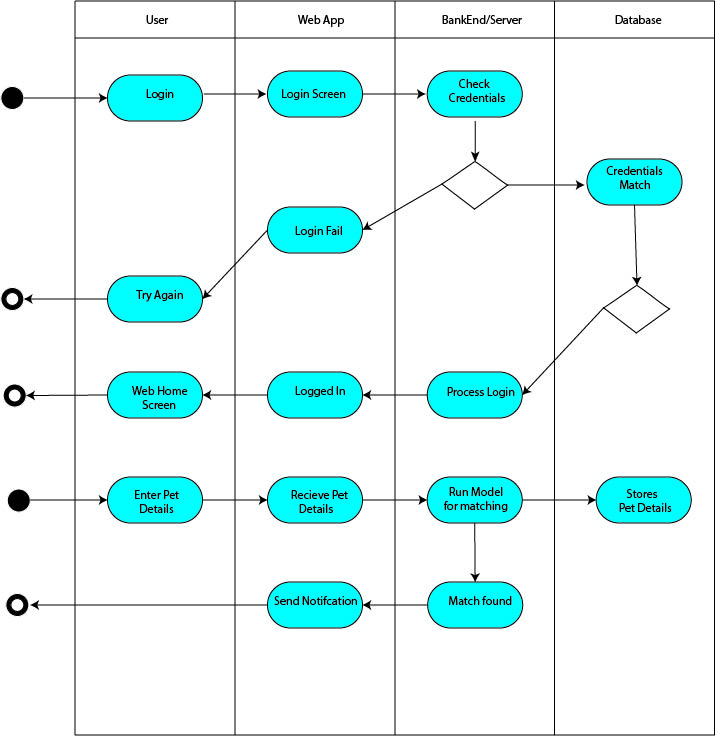 User
Web App
BankEnd/Server
Database
Login
Login Screen
Check
Credentials
Credentials
Match
Login Fail
Try Again
Web Home
Screen
Logged In
Process Login
Enter Pet
Details
Recieve Pet
Details
Run Model
for matching
Stores
Pet Details
Send Notifcation
Match found